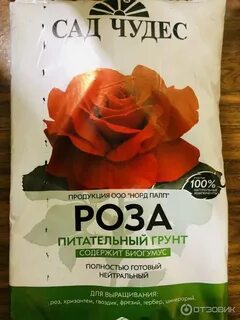 САД ЧУДЕС
100%
НАТУРАЛЬНЫЕ
ПРОДУКЦИЯ ООО "НОРД ПАЛП"
РОЗА
ПИТАТЕЛЬНЫЙ ГРУНТ
СОДЕРЖИТ БИОГУМУС
ПОЛНОСТЬЮ ГОТОВЫЙ
НЕЙТРАЛЬНЫЙ
ДЛЯ ВЫРАЩИВАНИЯ:
роз, хризантем, гвоздик, фрезий, гербер, цинерарий
ОТЗОВИК